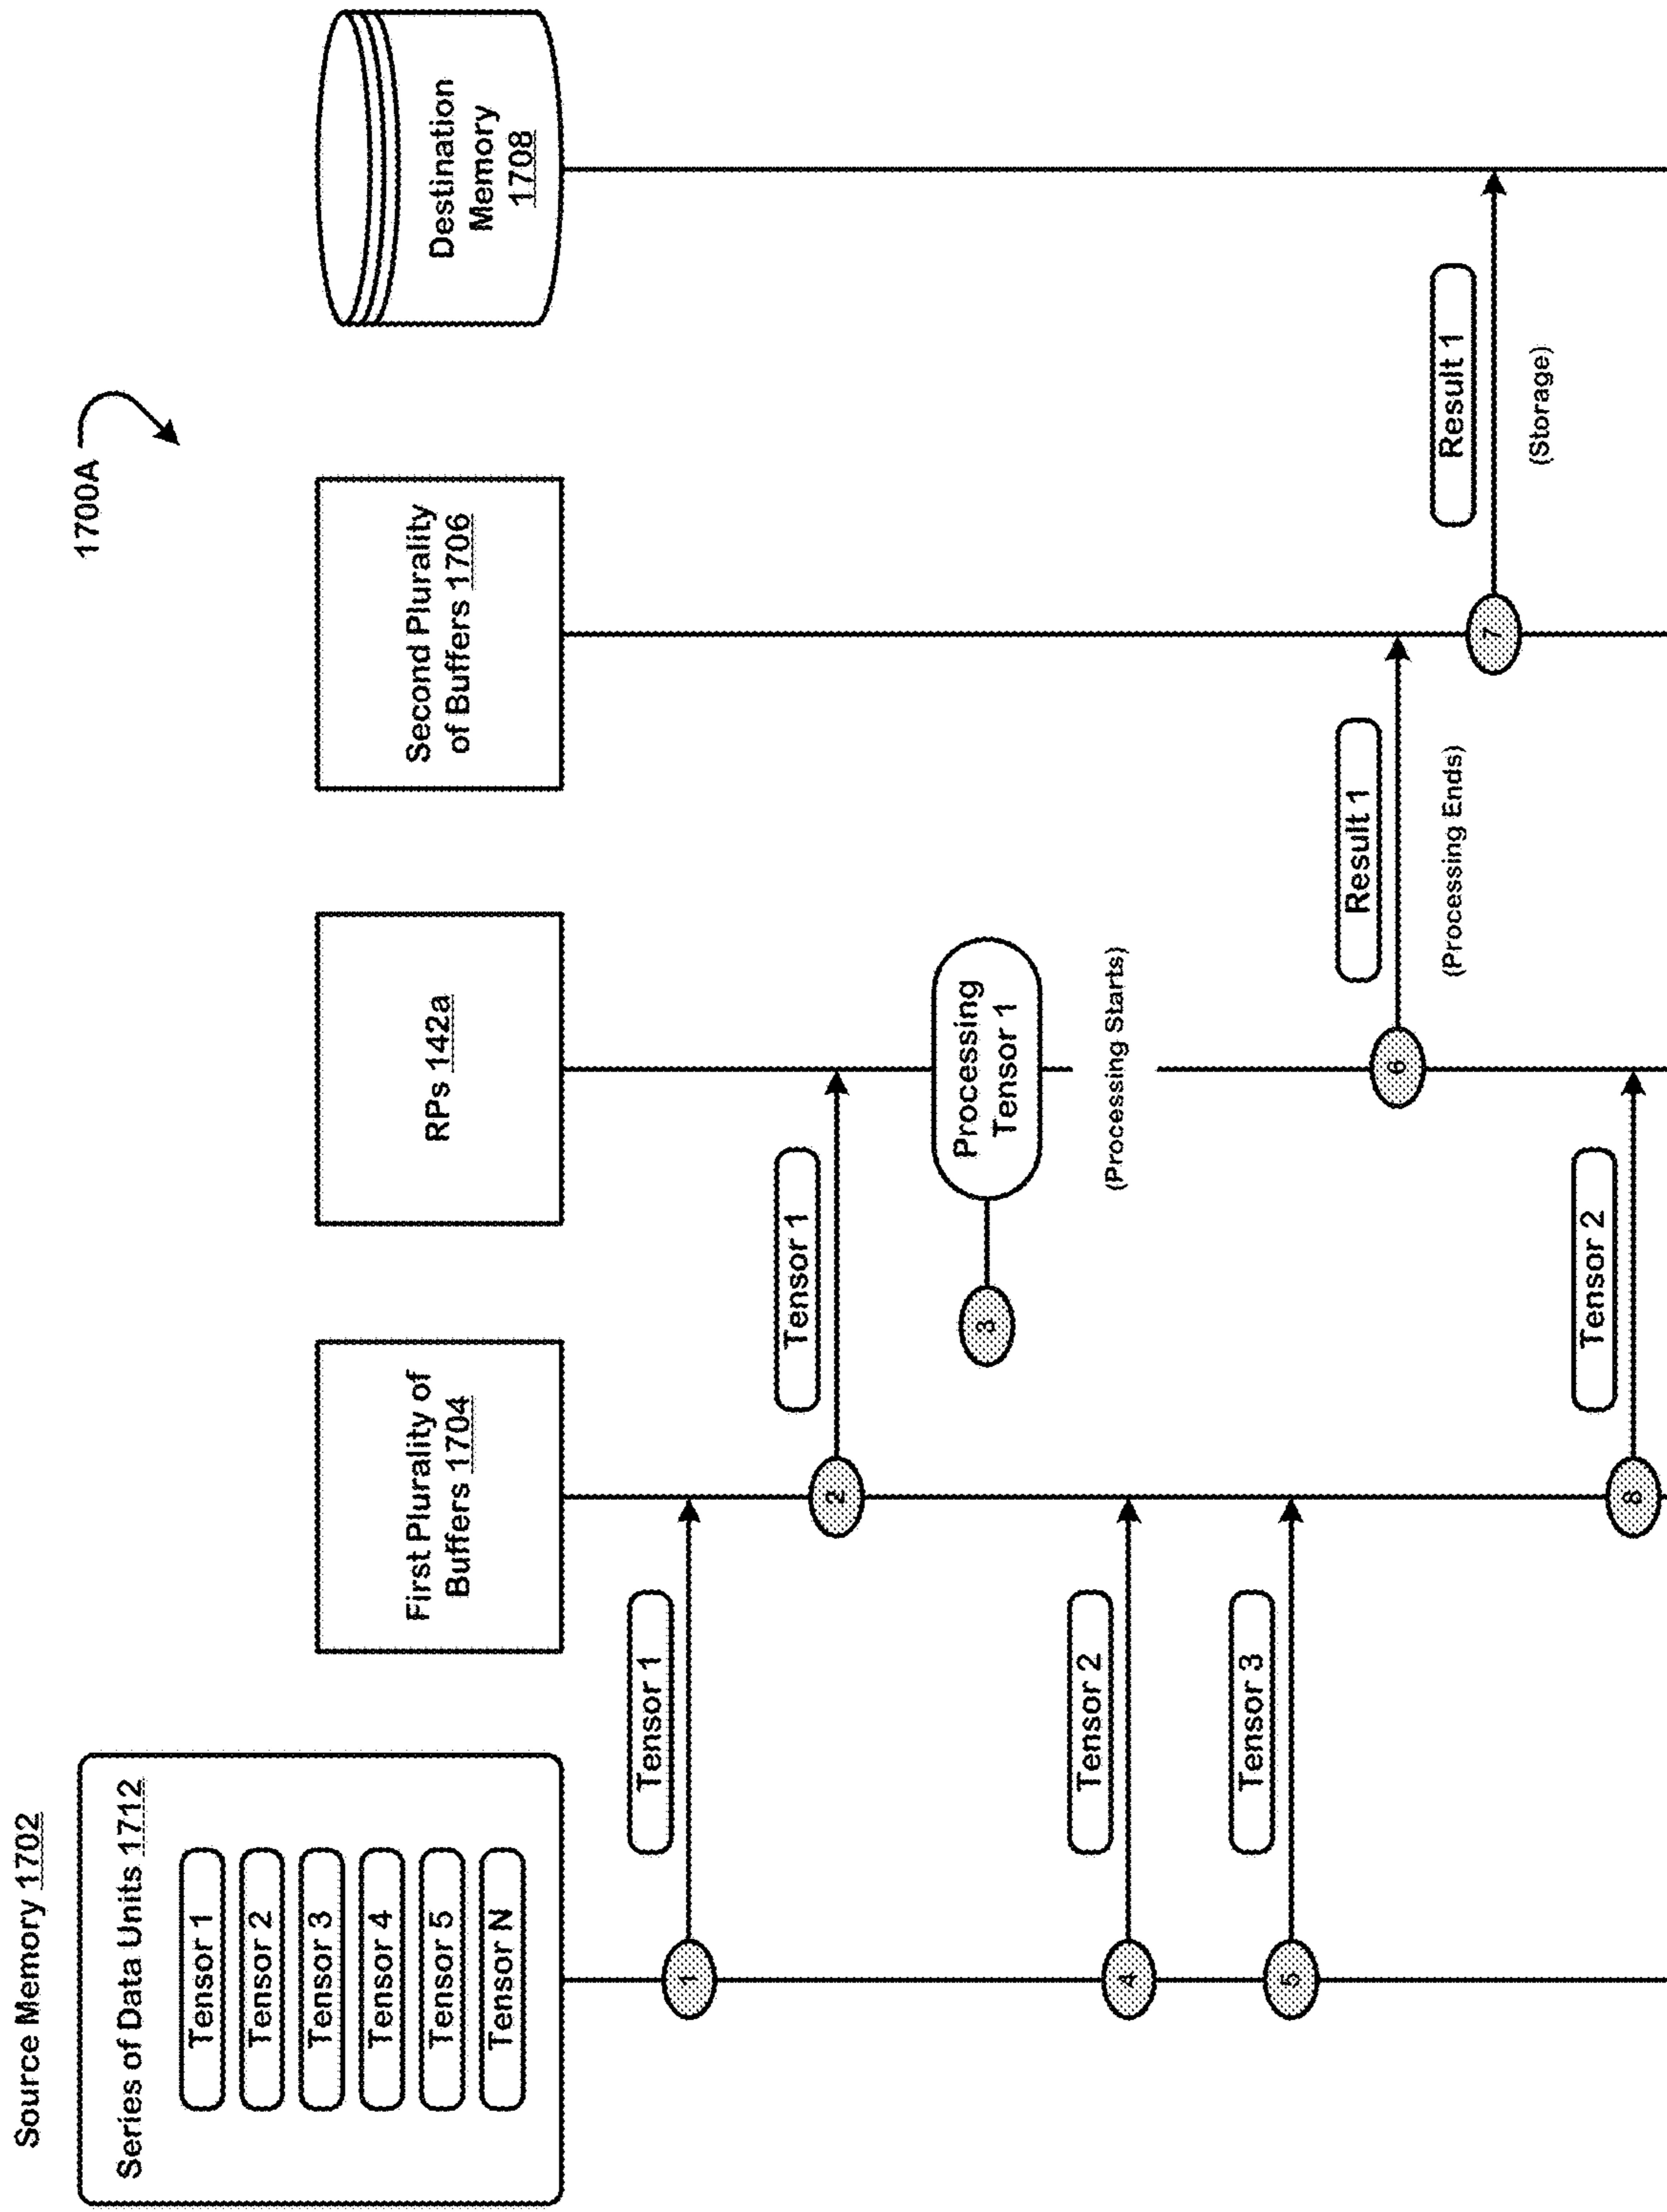 1700A
Source Memory 1702
Series of Data Units 1712
Tensor 1
Tensor 2
Tensor 3
Tensor 4
Tensor 5
Tensor N
First Plurality of
Buffers 1704
RPs 142a
Second Plurality
of Buffers 1706
Destination
Memory
1708
1
Tensor 1
2
Tensor 1
3
Processing
Tensor 1
(Processing Starts)
4
Tensor 2
5
Tensor 3
6
Result 1
(Processing Ends)
7
Result 1
(Storage)
8
Tensor 2